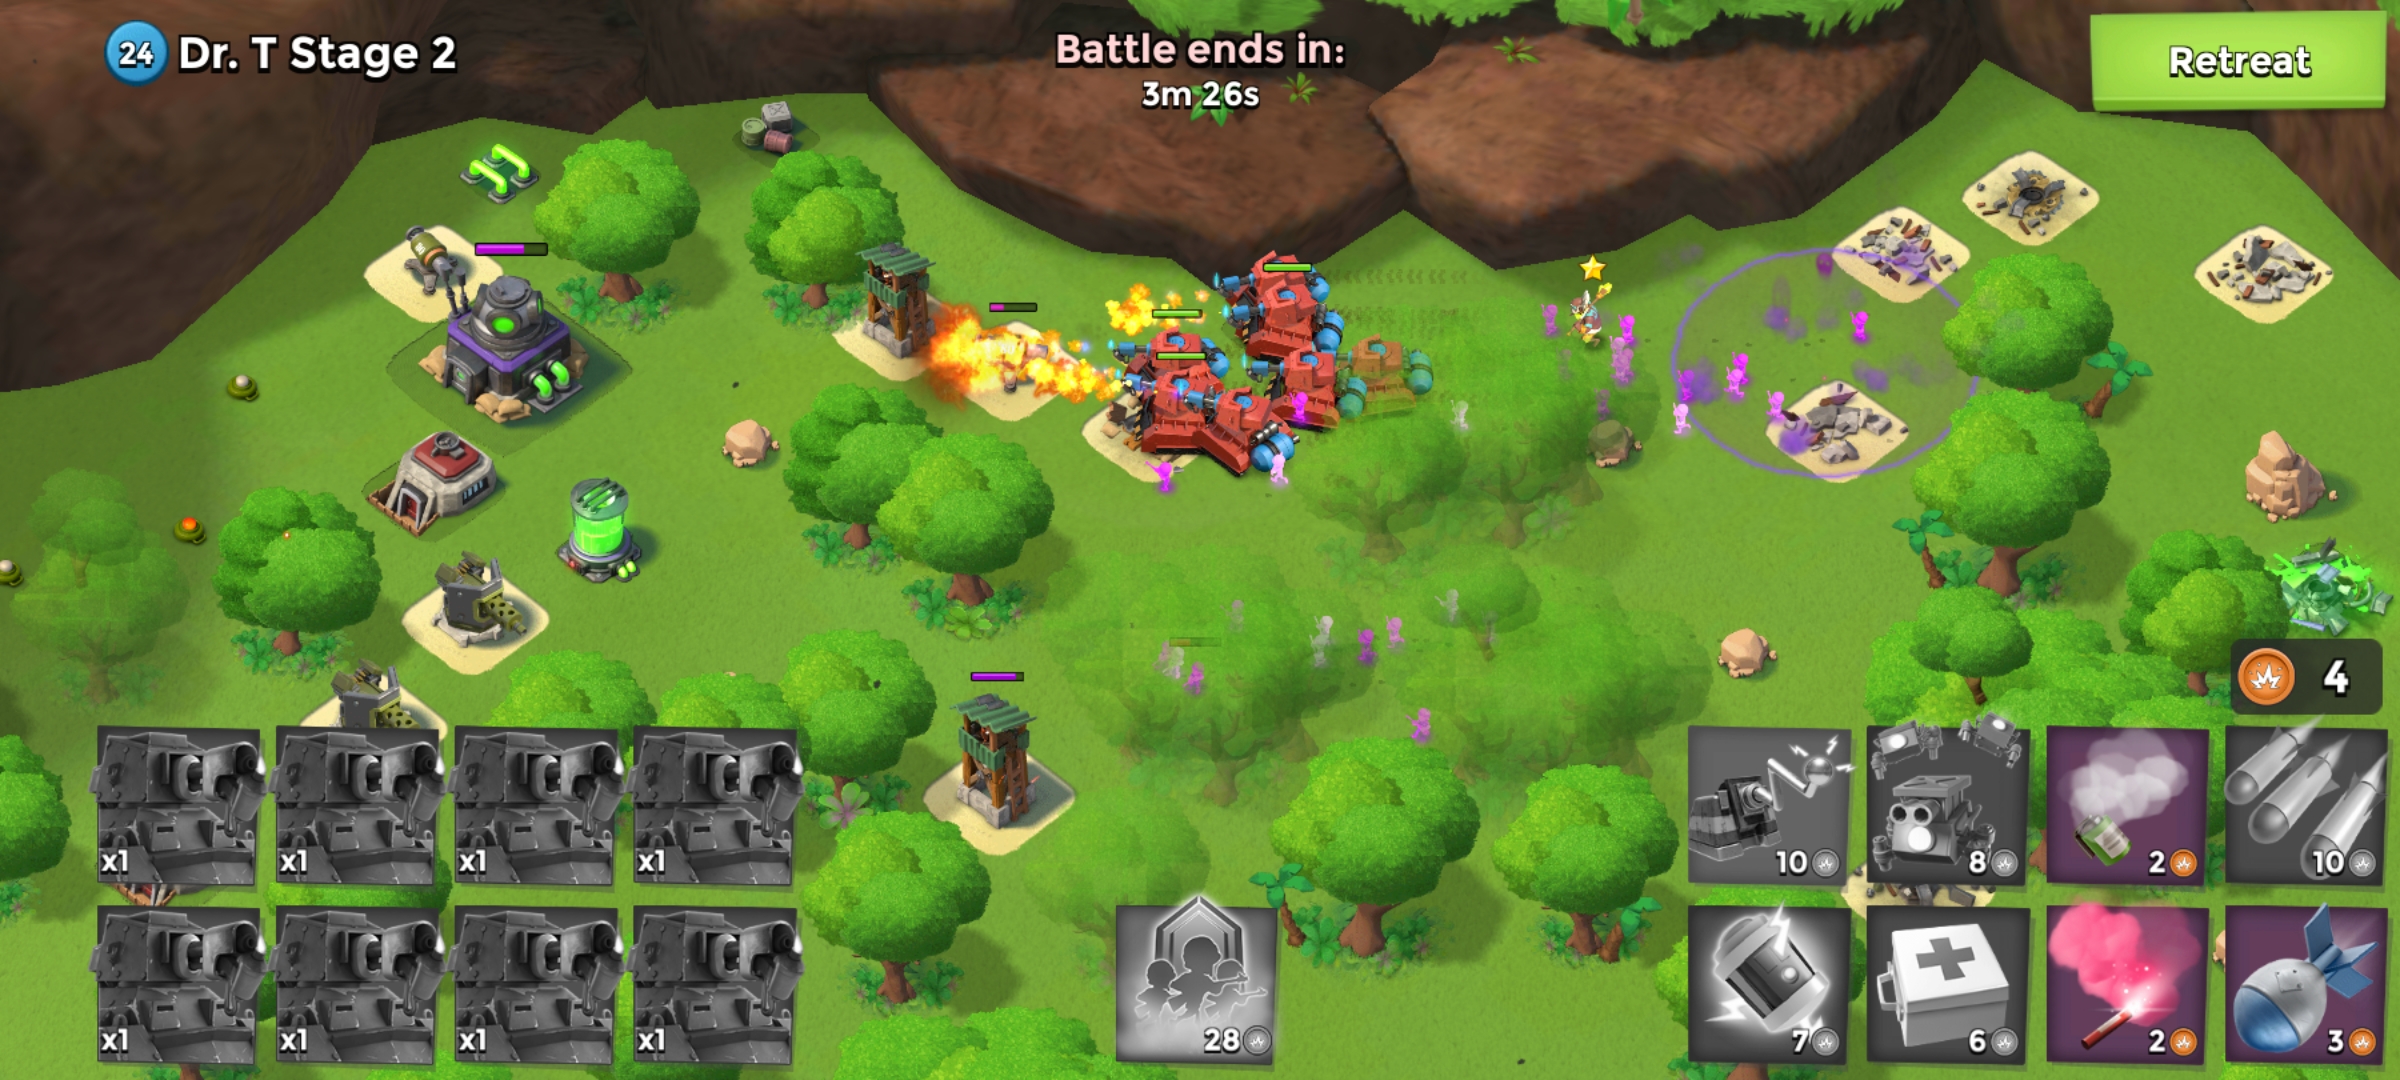 24 Dr. T Stage 2
Battle ends in:
3m 26s
Retreat
4
x1 x1 x1 x1
10 8 2 10
x1 x1 x1 x1
28
7 6 2 3